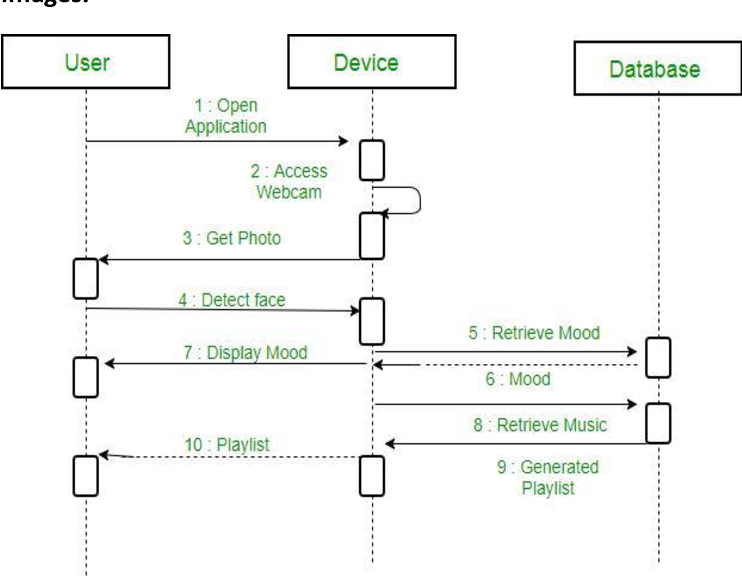 images.
User
Device
Database
1 : Open
Application
2 : Access
Webcam
3 : Get Photo
4 : Detect face
5 : Retrieve Mood
7 : Display Mood
6 : Mood
8 : Retrieve Music
10 : Playlist
9 : Generated
Playlist